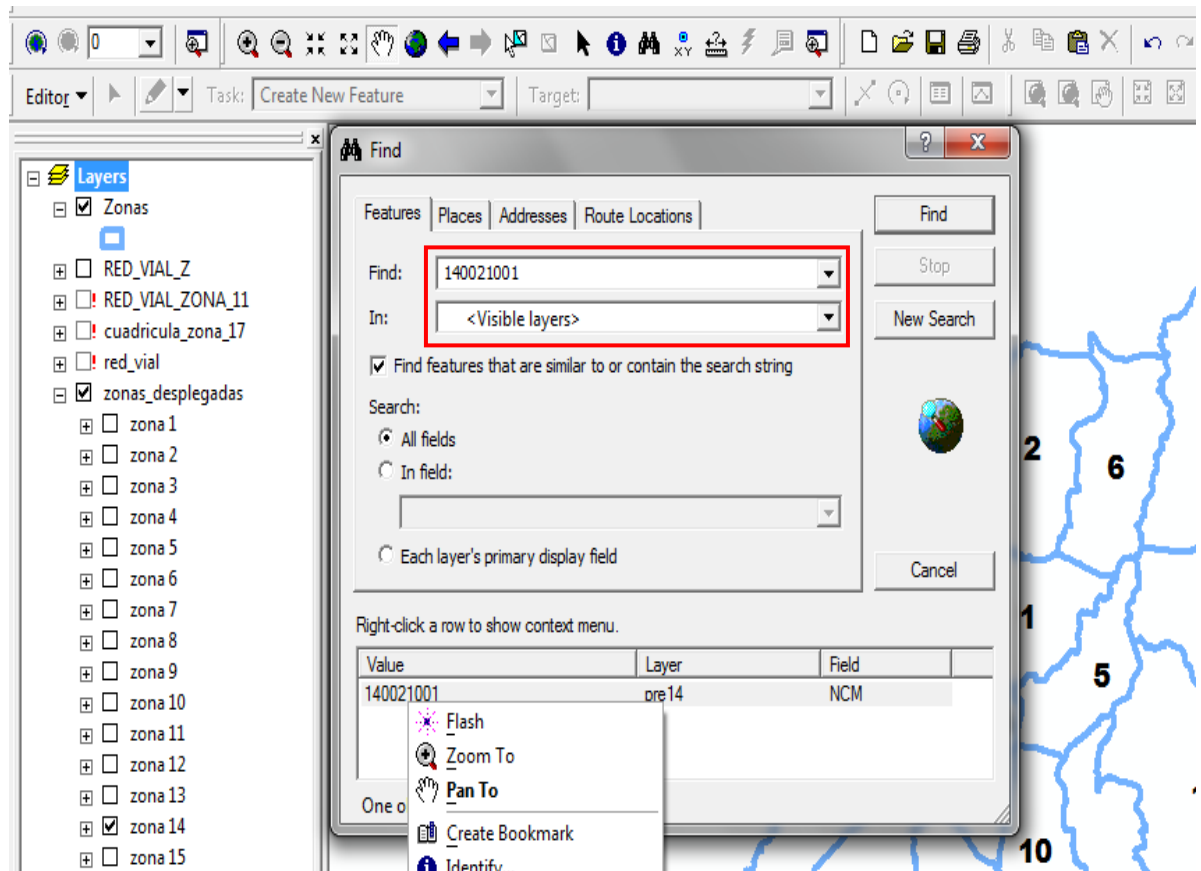 0
XY
Editor
Task: Create New Feature
Target:
Layers
Zonas
RED_VIAL_Z
RED_VIAL_ZONA_11
cuadricula_zona_17
red_vial
zonas_desplegadas
zona 1
zona 2
zona 3
zona 4
zona 5
zona 6
zona 7
zona 8
zona 9
zona 10
zona 11
zona 12
zona 13
zona 14
zona 15
Find
Features Places Addresses Route Locations
Find: 140021001
In: <Visible layers>
Find features that are similar to or contain the search string
Search:
All fields
In field:
Each layer's primary display field
Find
Stop
New Search
Cancel
Right-click a row to show context menu.
Value Layer Field
140021001 pre14 NCM
Flash
Zoom To
Pan To
Create Bookmark
Identify
One o
2
6
1
5
10